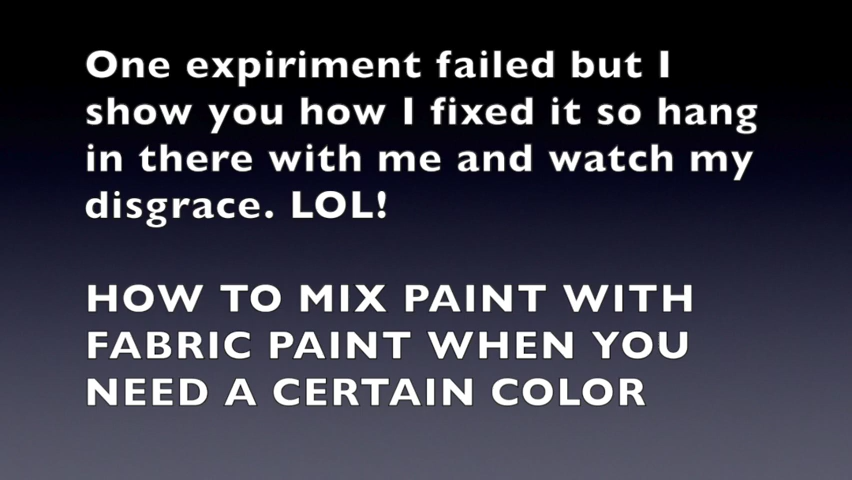 One expiriment failed but I
show you how I fixed it so hang
in there with me and watch my
disgrace. LOL!
HOW TO MIX PAINT WITH
FABRIC PAINT WHEN YOU
NEED A CERTAIN COLOR